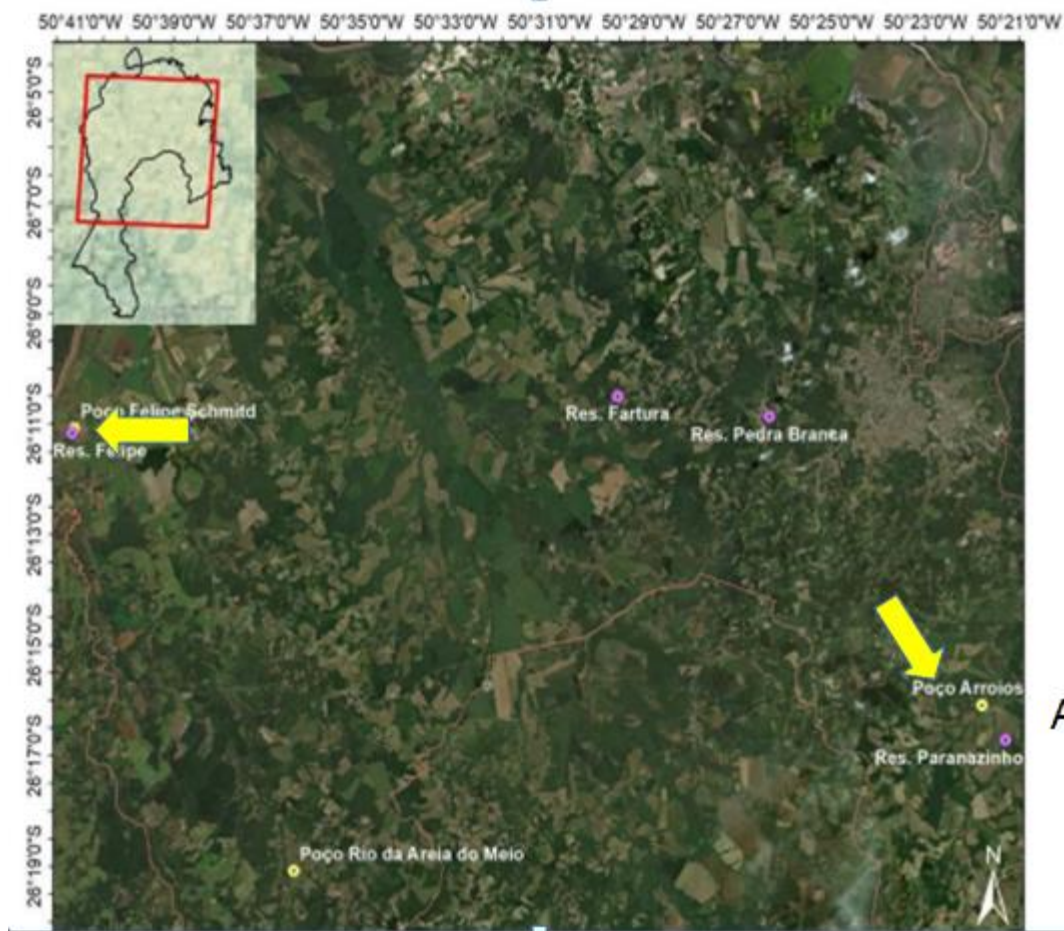 50°41'0"W 50°39'0"W 50°37'0"W 50°35'0"W 50°33'0"W 50°31'0"W 50°29'0"W 50°27'0"W 50°25'0"W 50°23'0"W 50°21'0"W
26°5'0"S
26°7'0"S
26°9'0"S
26°11'0"S
26°13'0"S
26°15'0"S
26°17'0"S
26°19'0"S
Res. Fartura
Poço Felipe Schmitd
Res. Pedra Branca
Res. Felipe
Poço Arroios
A
Res. Paranazinho
Poço Rio da Areia do Meio
N